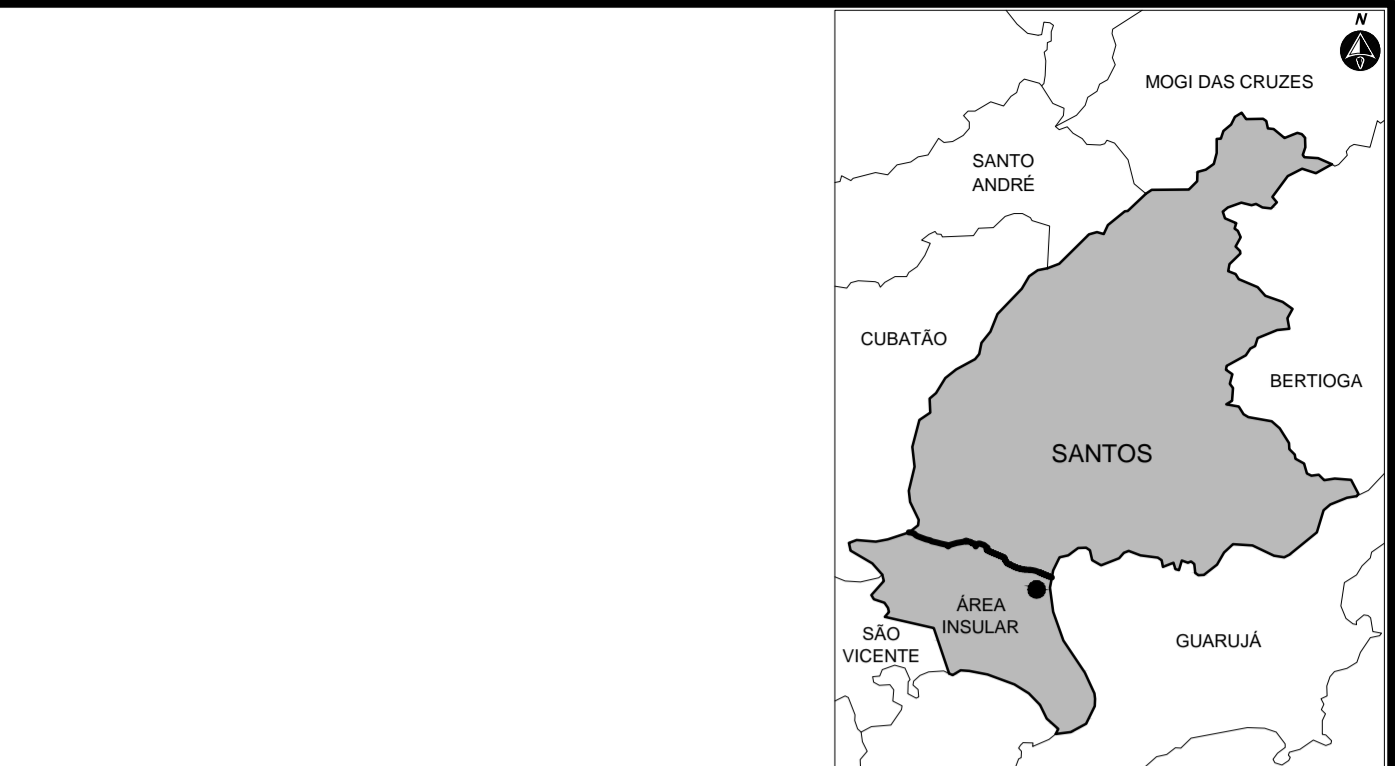 N
MOGI DAS CRUZES
SANTO
ANDRÉ
CUBATÃO
BERTIOGA
SANTOS
ÁREA
INSULAR
SÃO
VICENTE
GUARUJÁ